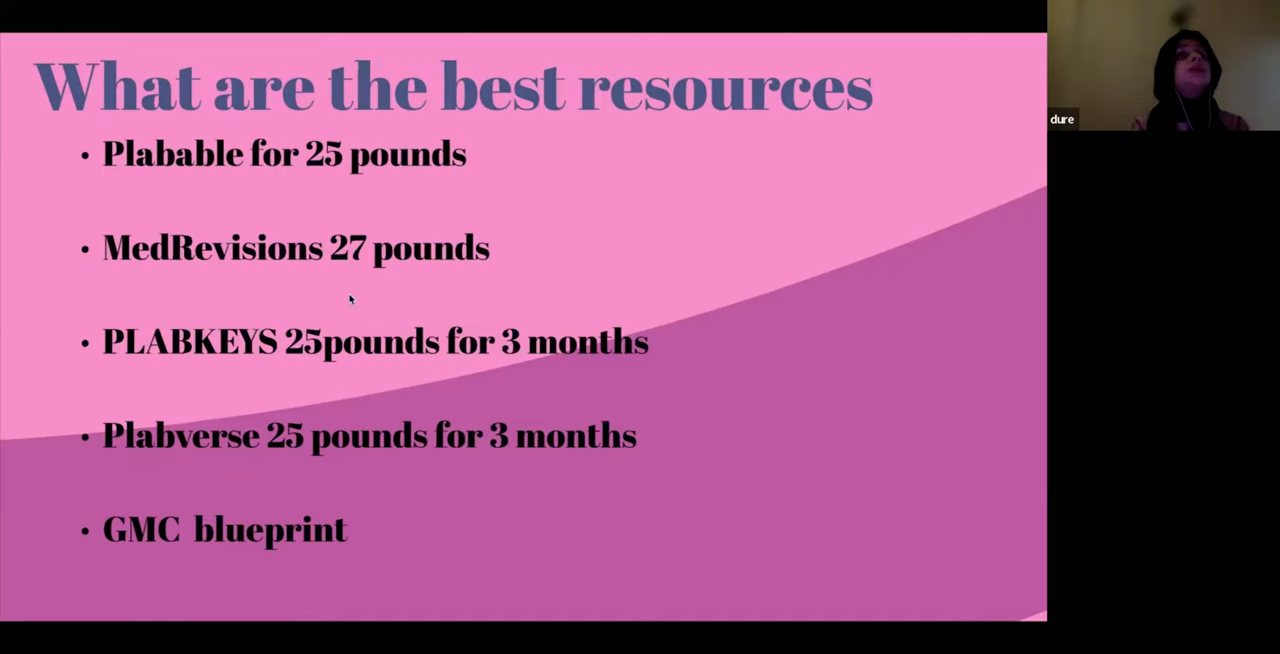 What are the best resources
• Plabable for 25 pounds
• MedRevisions 27 pounds
• PLABKEYS 25pounds for 3 months
• Plabverse 25 pounds for 3 months
• GMC blueprint
dure